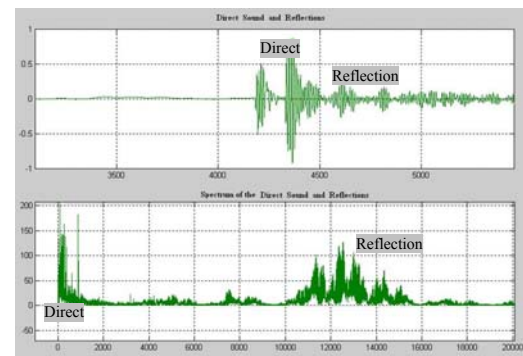 Direct Sound and Reflections
1
0.5
0
-0.5
-1
Direct
Reflection
3500 4000 4500 5000
Spectrum of the Direct Sound and Reflections
200
150
100
50
0
-50
Reflection
Direct
0 2000 4000 6000 8000 10000 12000 14000 16000 18000 20000